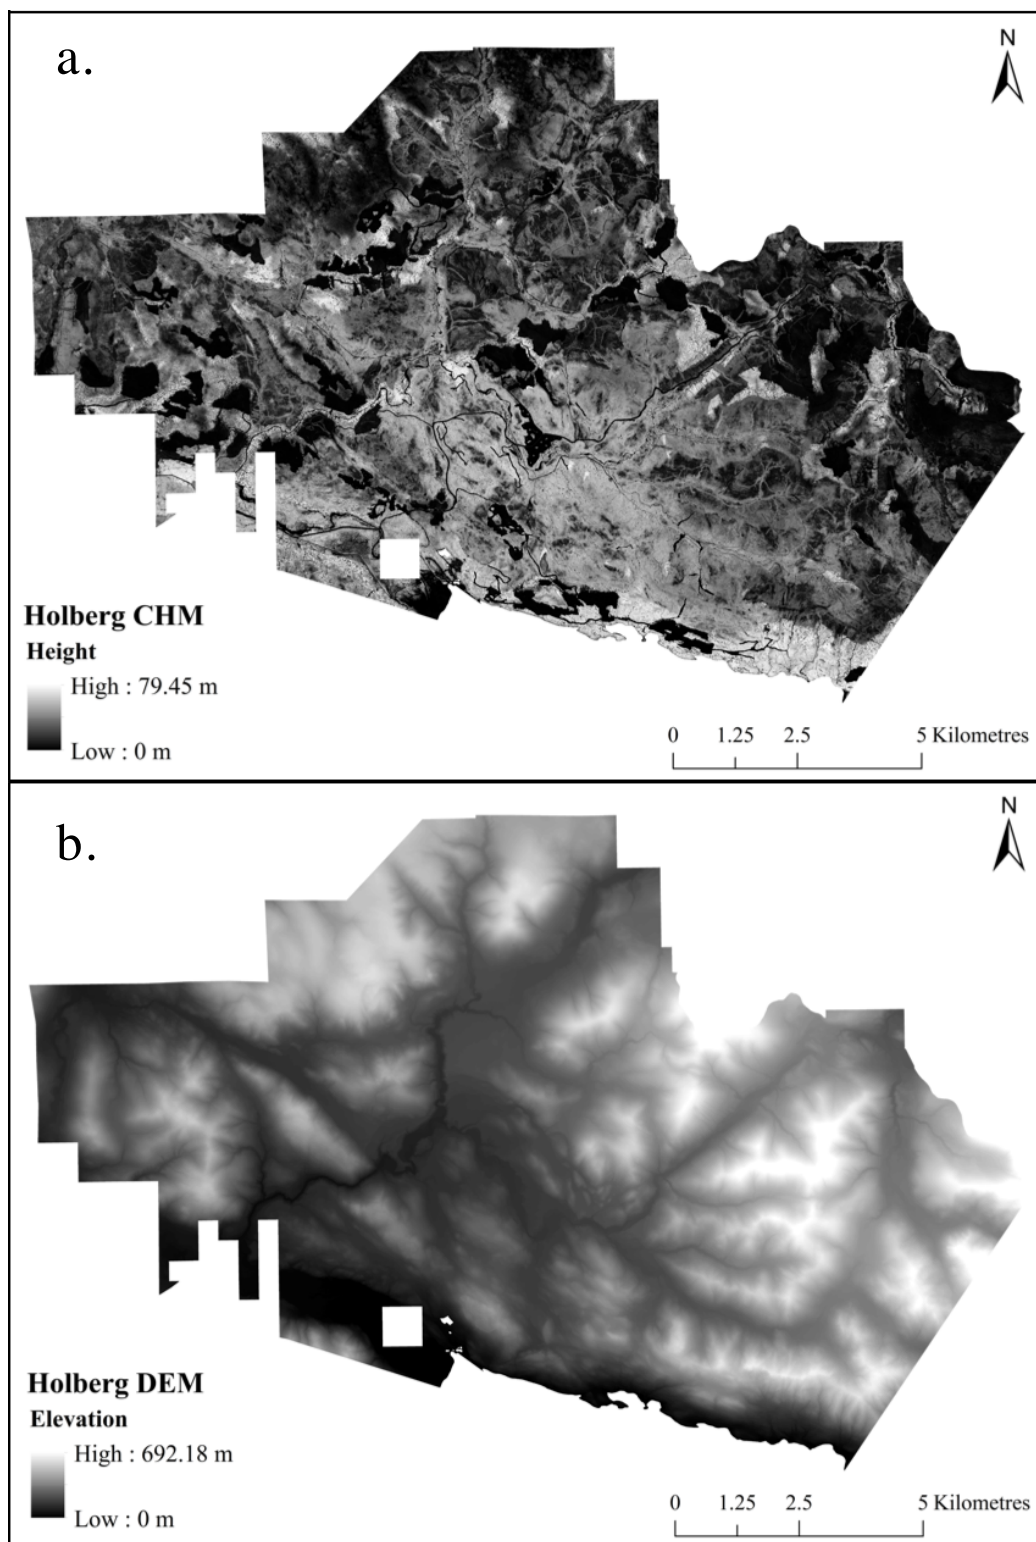 a.
N
Holberg CHM
Height
High : 79.45 m
Low : 0 m
0 1.25 2.5 5 Kilometres
b.
N
Holberg DEM
Elevation
High : 692.18 m
Low : 0 m
0 1.25 2.5 5 Kilometres